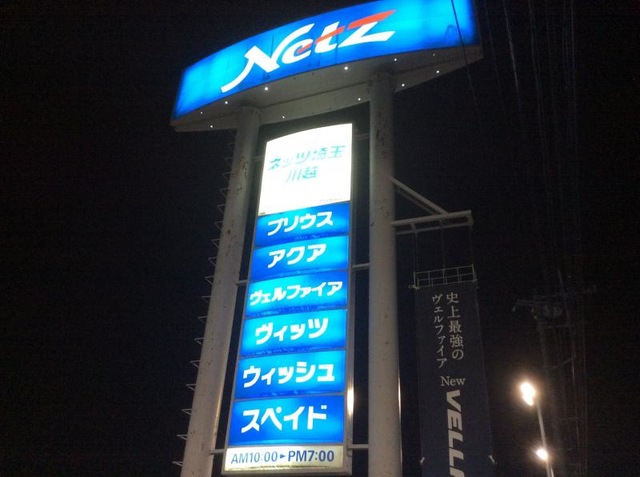 Netz
ネッツ埼玉
川越
プリウス
アクア
ヴェルファイア
ヴィッツ
ウィッシュ
スペイド
AM10:00▶PM7:00
史上最強の
ヴェルファイア
New
VELLF